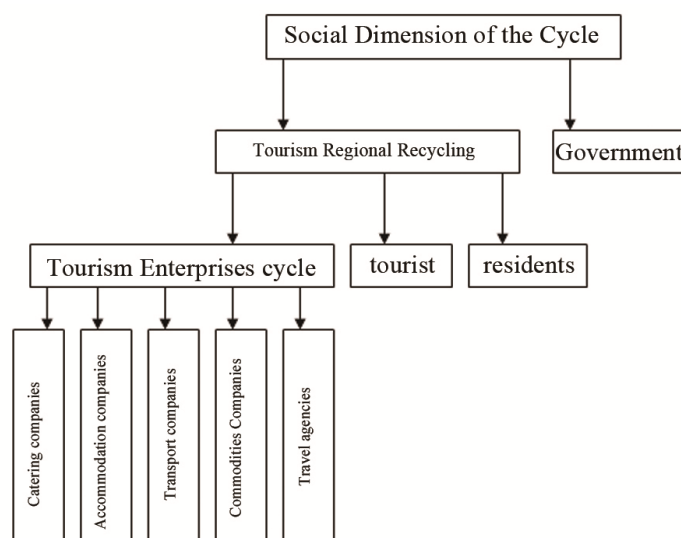 Social Dimension of the Cycle
Tourism Regional Recycling
Government
Tourism Enterprises cycle
tourist
residents
Catering companies
Accommodation companies
Transport companies
Commodities Companies
Travel agencies